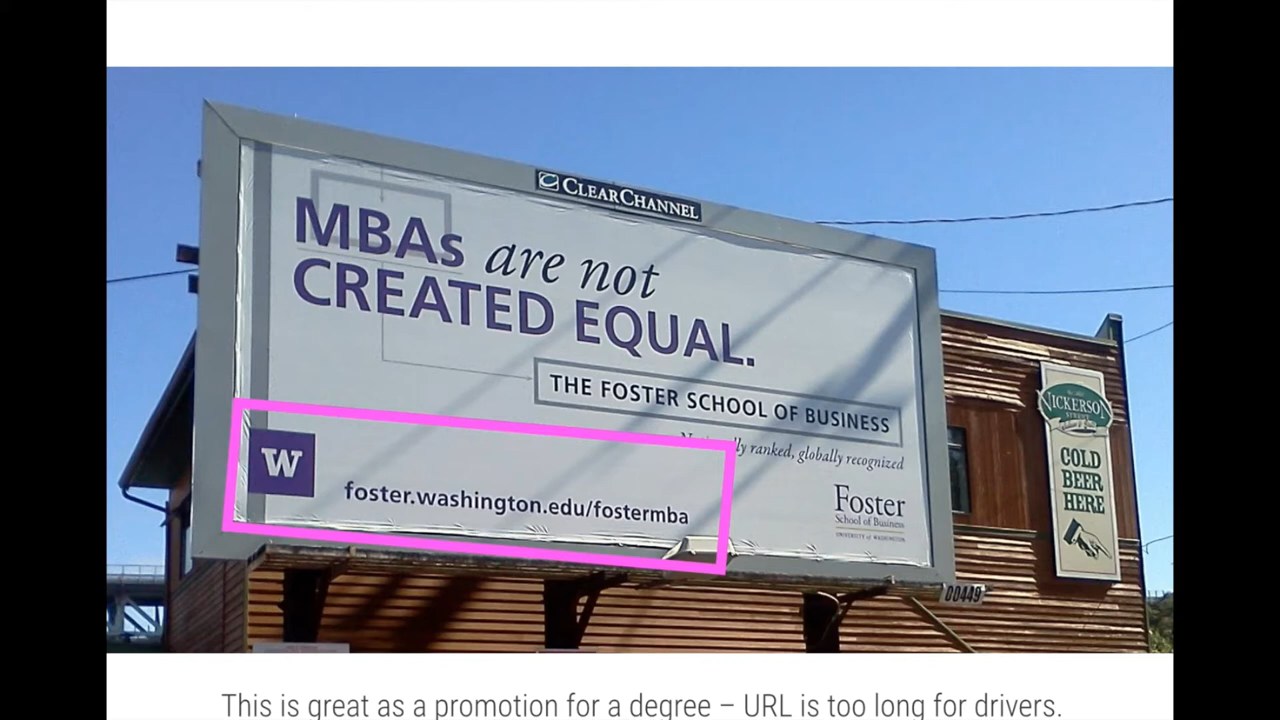 CLEARCHANNEL
MBAs are not
CREATED EQUAL.
THE FOSTER SCHOOL OF BUSINESS
ly ranked, globally recognized
W
foster.washington.edu/fostermba
Foster
School of Business
UNIVERSITY of WASHINGTON
NICKERSON
STREET
COLD
BEER
HERE
00449
This is great as a promotion for a degree – URL is too long for drivers.